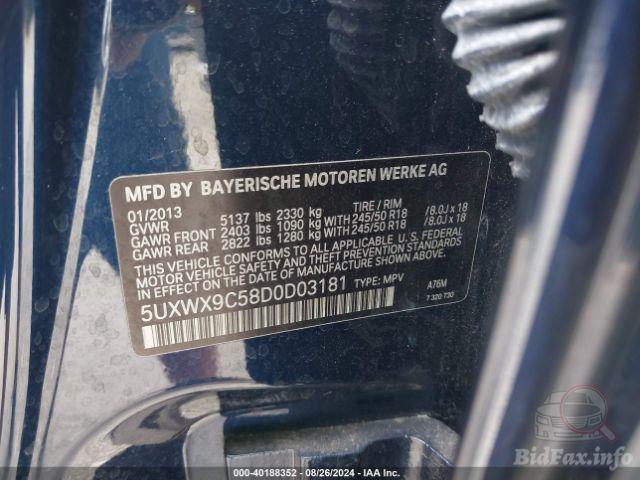 MFD BY BAYERISCHE MOTOREN WERKE AG
01/2013 TIRE / RIM
GVWR 5137 lbs 2330 kg
GAWR FRONT 2403 lbs 1090 kg WITH 245/50 R18 /8.0J x 18
GAWR REAR 2822 lbs 1280 kg WITH 245/50 R18 /8.0J x 18
THIS VEHICLE CONFORMS TO ALL APPLICABLE U.S. FEDERAL
MOTOR VEHICLE SAFETY AND THEFT PREVENTION STANDARDS
IN EFFECT ON THE DATE OF MANUFACTURE SHOWN ABOVE.
5UXWX9C58D0D03181 TYPE: MPV A76M
7 320 730
BidFax.info
000-40188352 / 08/26/2024 / IAA Inc.